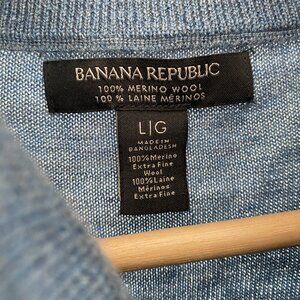 BANANA REPUBLIC
100% MERINO WOOL
100 % LAINE MÉRINOS
L|G
MADE IN
BANGLADESH
100% Merino
Extra Fine
Wool
100% Laine
Mérinos
Extra Fine